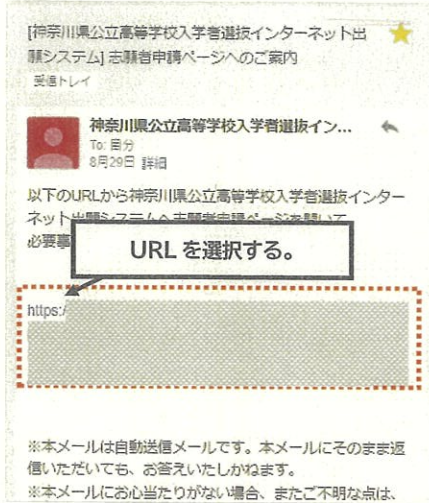 [神奈川県公立高等学校入学者選抜インターネット出
願システム] 志願者申請ページへのご案内
受信トレイ
神奈川県公立高等学校入学者選抜イン...
To: 自分
8月29日 詳細
以下のURLから神奈川県公立高等学校入学者選抜インター
ネット出願システムへ志願者申請ページを開いて
必要事
URLを選択する。
https:/
※本メールは自動送信メールです。本メールにそのまま返
信いただいても、お答えいたしかねます。
※本メールにお心当たりがない場合、またご不明な点は、